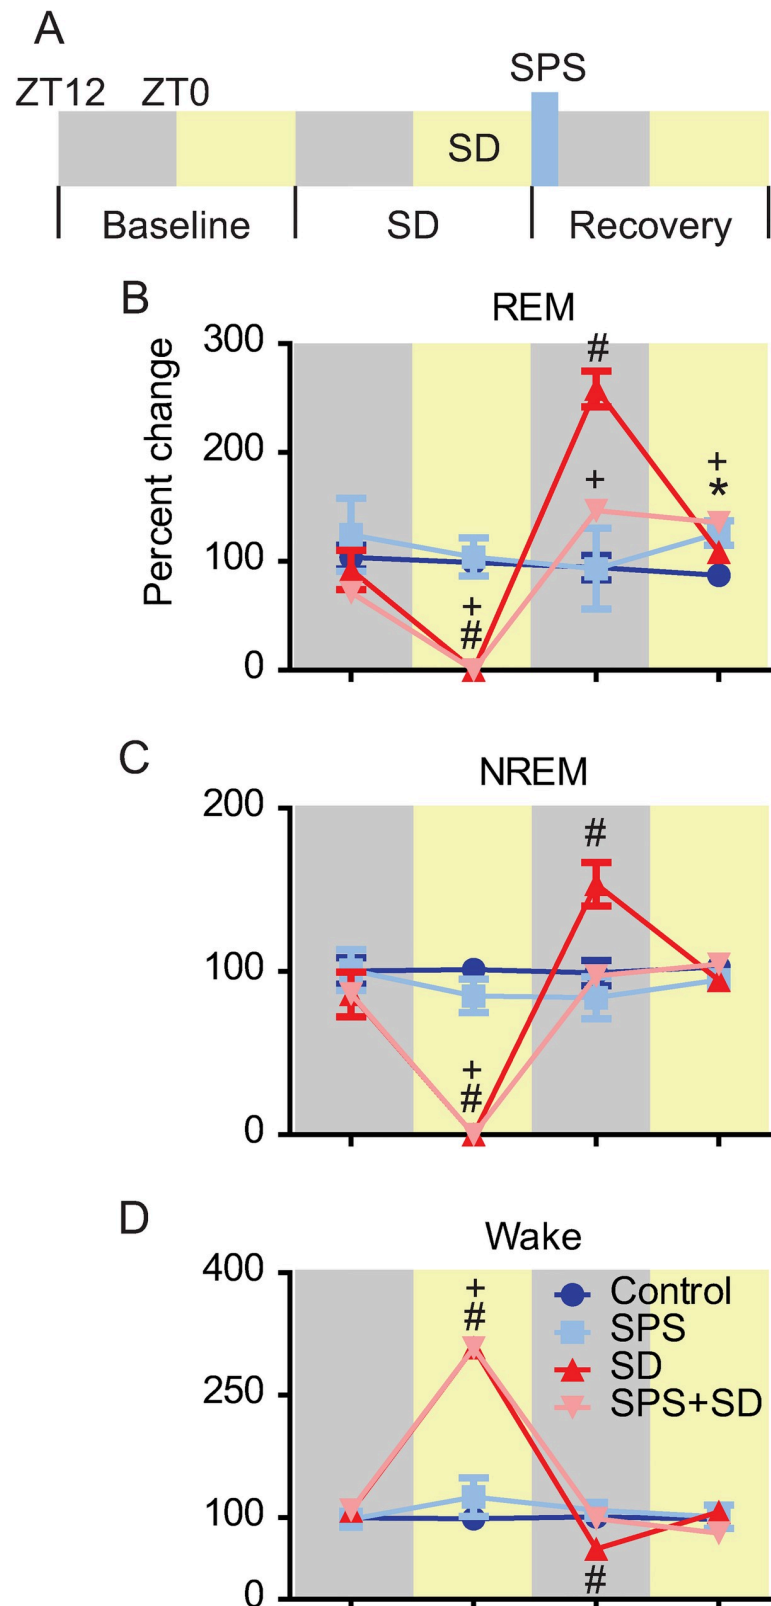 A
SPS
ZT12 ZT0
SD
Baseline SD Recovery
B
REM
Percent change
300
200
100
0
#
+
+
*
+
#
C
NREM
200
100
0
#
+
#
D
Wake
400
250
100
0
+
#
Control
SPS
SD
SPS+SD
#